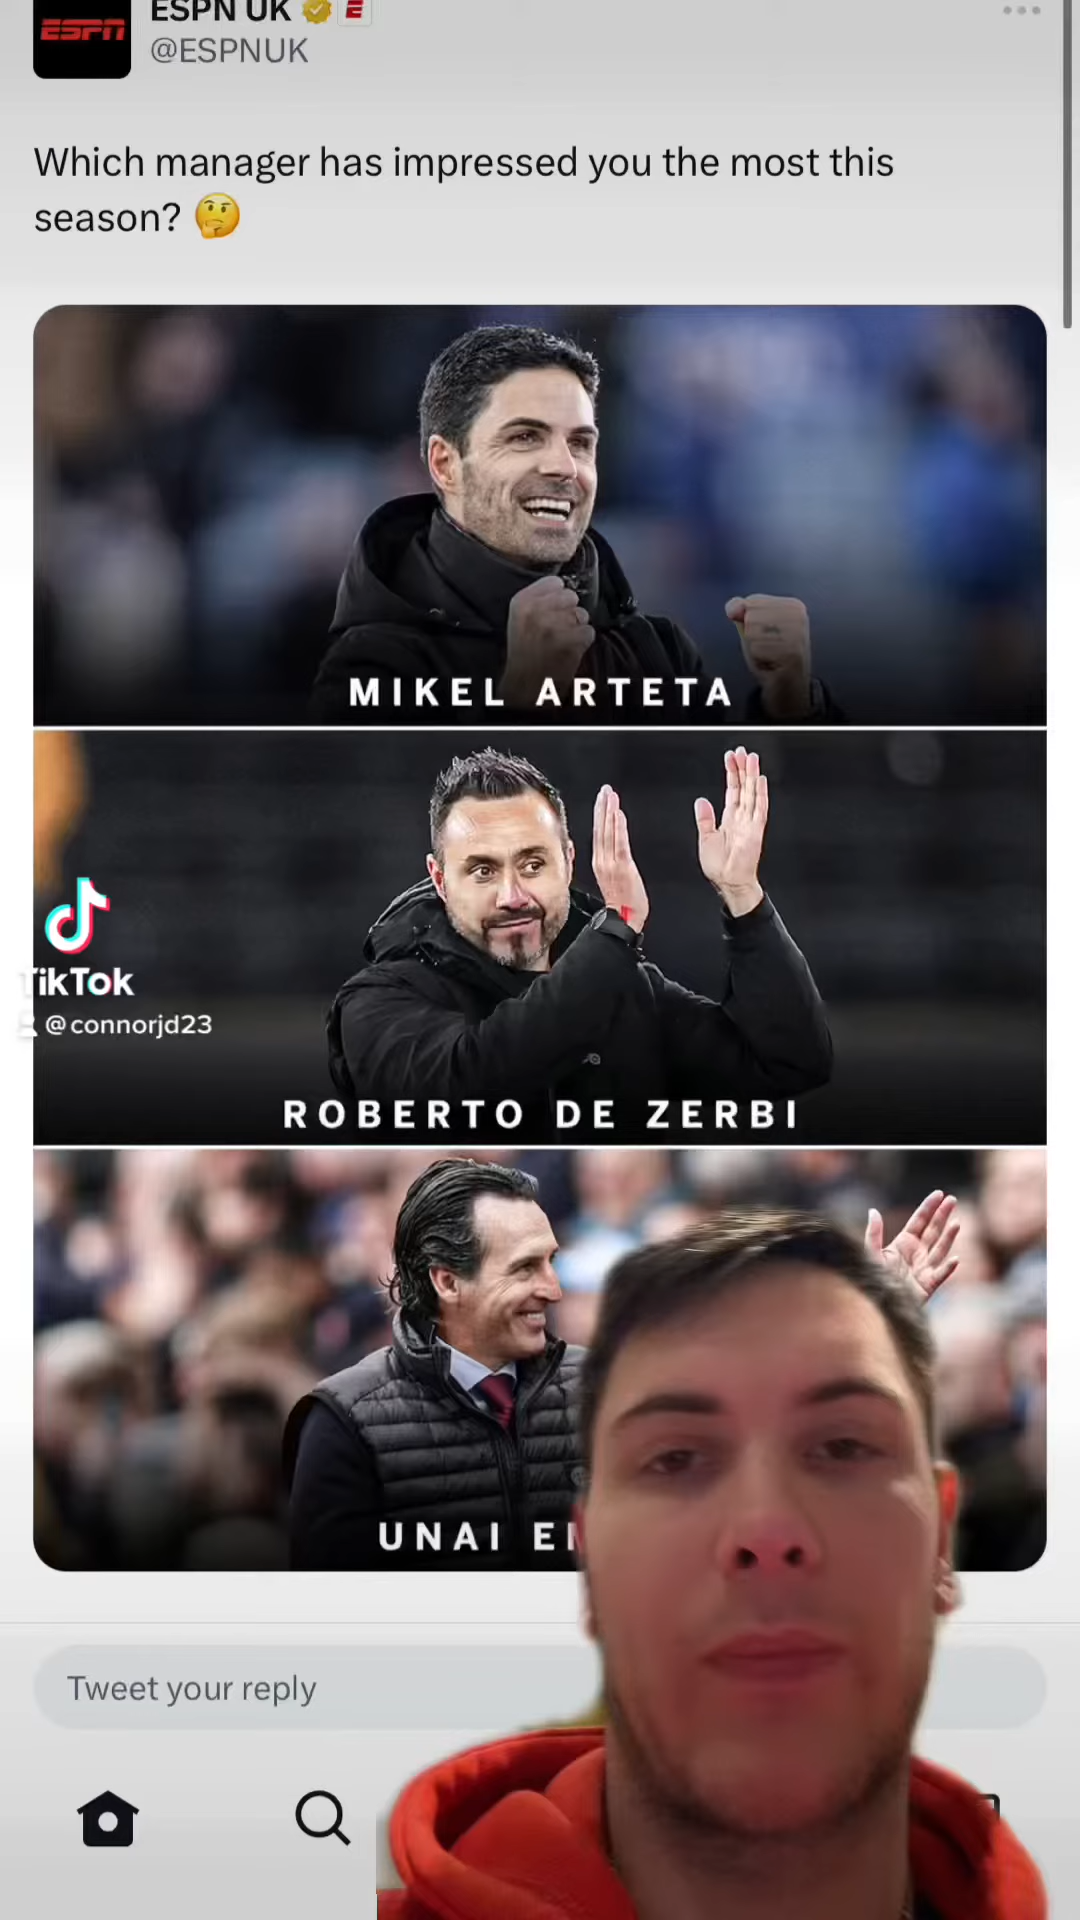 ESPN UK
@ESPNUK
ESPN
Which manager has impressed you the most this
season?
MIKEL ARTETA
TikTok
@connorjd23
ROBERTO DE ZERBI
UNAI
Tweet your reply